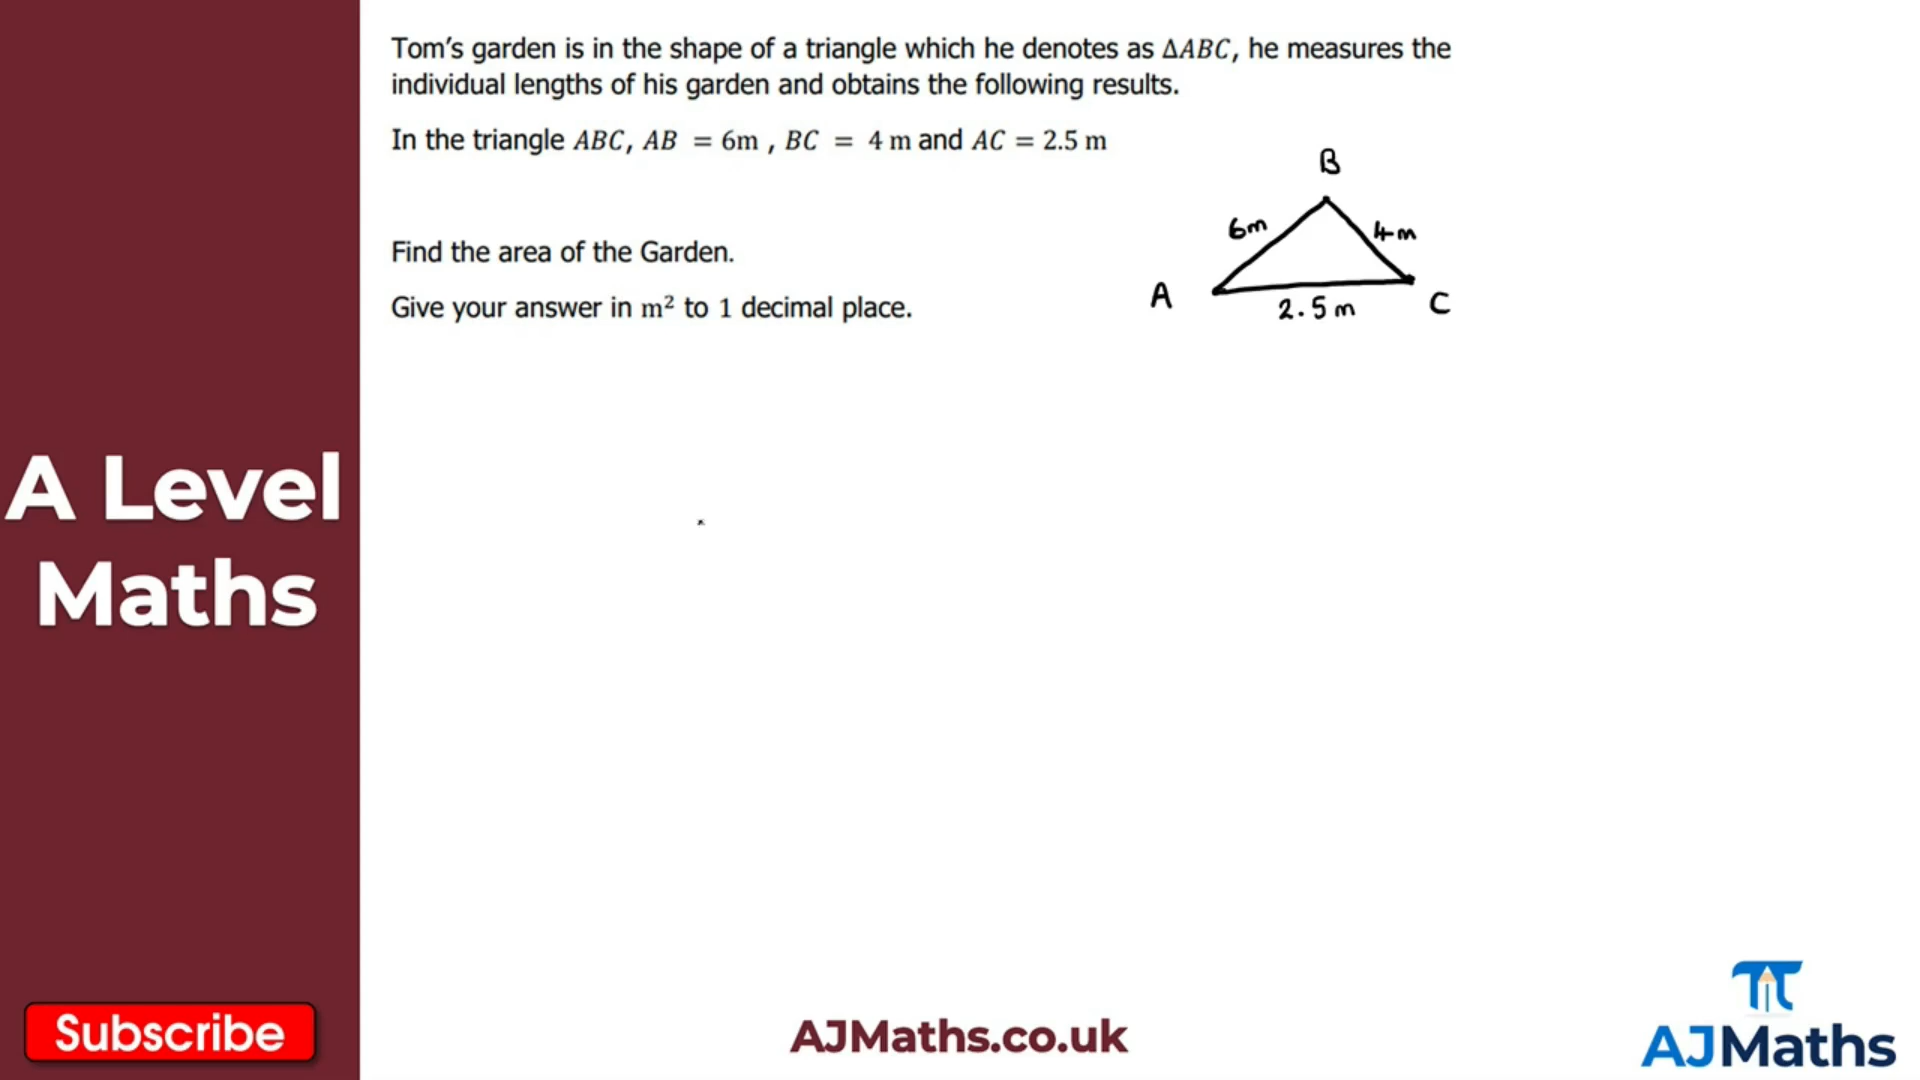 Tom’s garden is in the shape of a triangle which he denotes as ΔABC, he measures the
individual lengths of his garden and obtains the following results.
In the triangle ABC, AB = 6m , BC = 4 m and AC = 2.5 m
B
6m
4m
Find the area of the Garden.
A
2.5m
C
Give your answer in m² to 1 decimal place.
A Level
Maths
Subscribe
AJMaths.co.uk
AJMaths